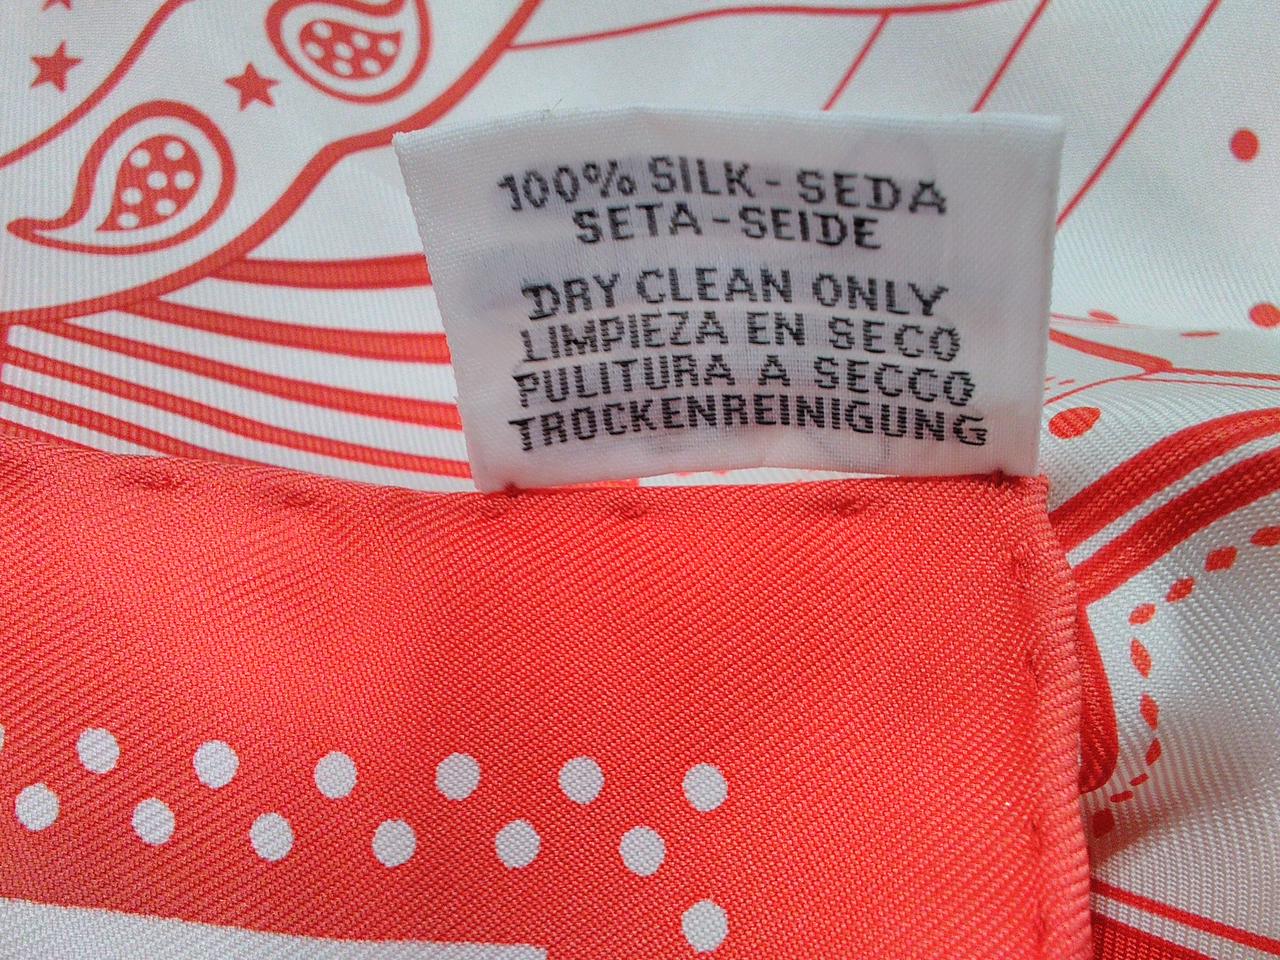 100% SILK - SEDA
SETA - SEIDE
DRY CLEAN ONLY
LIMPIEZA EN SECO
PULITURA A SECCO
TROCKENREINIGUNG